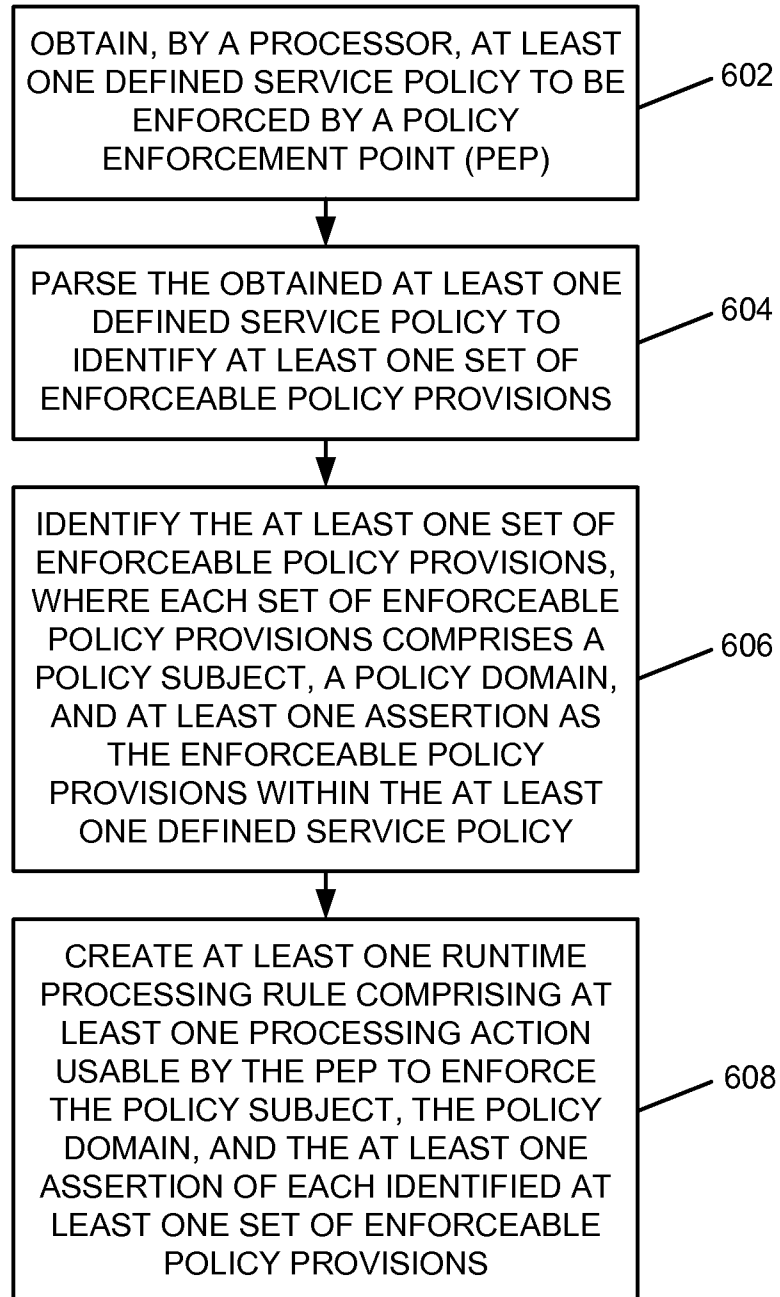 OBTAIN, BY A PROCESSOR, AT LEAST
ONE DEFINED SERVICE POLICY TO BE
ENFORCED BY A POLICY
ENFORCEMENT POINT (PEP)
602
PARSE THE OBTAINED AT LEAST ONE
DEFINED SERVICE POLICY TO
IDENTIFY AT LEAST ONE SET OF
ENFORCEABLE POLICY PROVISIONS
604
IDENTIFY THE AT LEAST ONE SET OF
ENFORCEABLE POLICY PROVISIONS,
WHERE EACH SET OF ENFORCEABLE
POLICY PROVISIONS COMPRISES A
POLICY SUBJECT, A POLICY DOMAIN,
AND AT LEAST ONE ASSERTION AS
THE ENFORCEABLE POLICY
PROVISIONS WITHIN THE AT LEAST
ONE DEFINED SERVICE POLICY
606
CREATE AT LEAST ONE RUNTIME
PROCESSING RULE COMPRISING AT
LEAST ONE PROCESSING ACTION
USABLE BY THE PEP TO ENFORCE
THE POLICY SUBJECT, THE POLICY
DOMAIN, AND THE AT LEAST ONE
ASSERTION OF EACH IDENTIFIED AT
LEAST ONE SET OF ENFORCEABLE
POLICY PROVISIONS
608